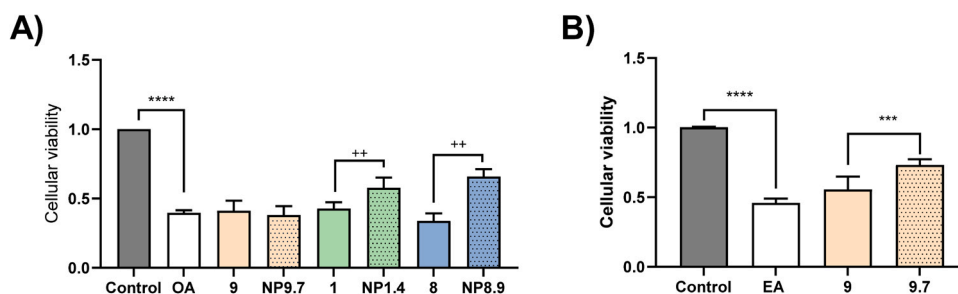 A)
Cellular viability
1.5
1.0
0.5
0.0
****
++
++
Control OA 9 NP9.7 1 NP1.4 8 NP8.9
B)
Cellular viability
1.5
1.0
0.5
0.0
****
***
Control EA 9 9.7